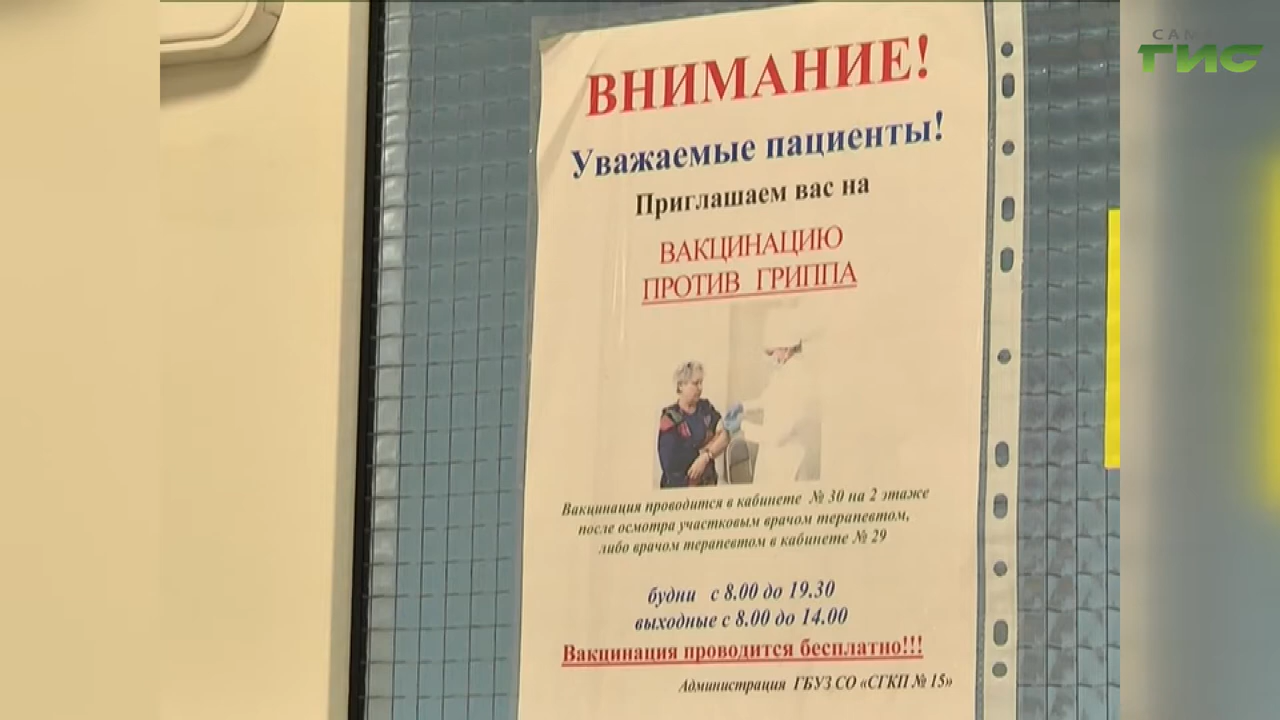 САМ
ГИС
ВНИМАНИЕ!
Уважаемые пациенты!
Приглашаем вас на
ВАКЦИНАЦИЮ
ПРОТИВ ГРИППА
Вакцинация проводится в кабинете № 30 на 2 этаже
после осмотра участковым врачом терапевтом,
либо врачом терапевтом в кабинете № 29
будни с 8.00 до 19.30
выходные с 8.00 до 14.00
Вакцинация проводится бесплатно!!!
Администрация ГБУЗ СО «СГКП № 15»